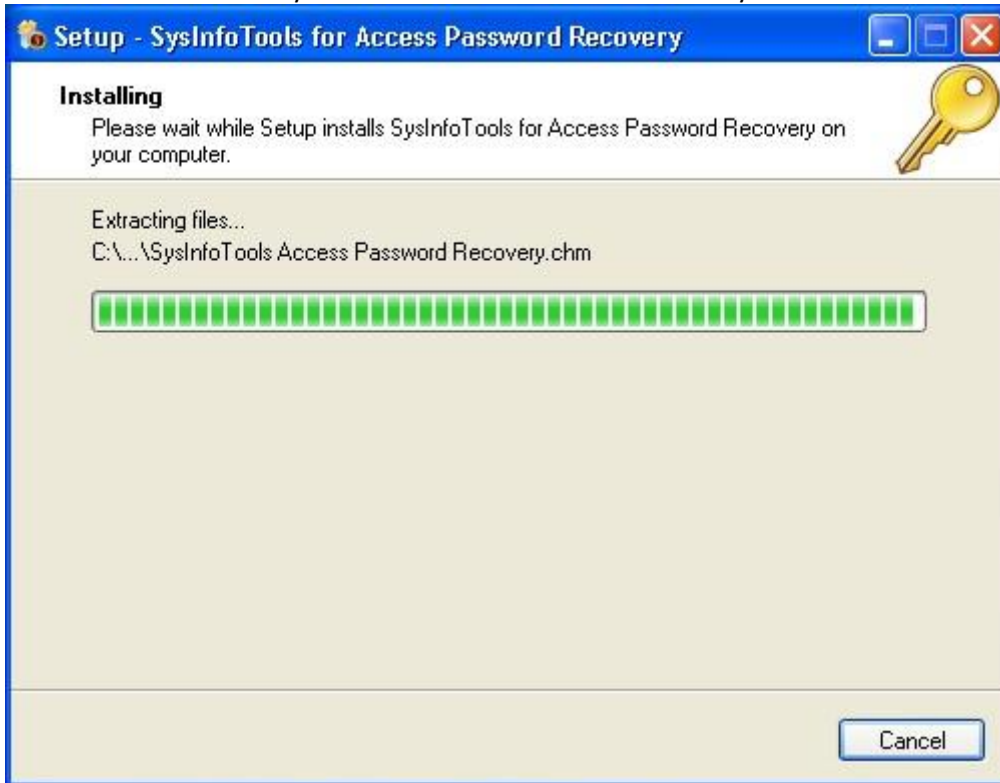 Setup - SysInfoTools for Access Password Recovery
Installing
Please wait while Setup installs SysInfoTools for Access Password Recovery on
your computer.
Extracting files...
C:\...\SysInfoTools Access Password Recovery.chm
Cancel